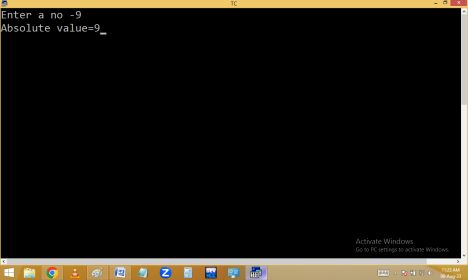 TC
Enter a no -9
Absolute value=9_
Activate Windows
Go to PC settings to activate Windows.